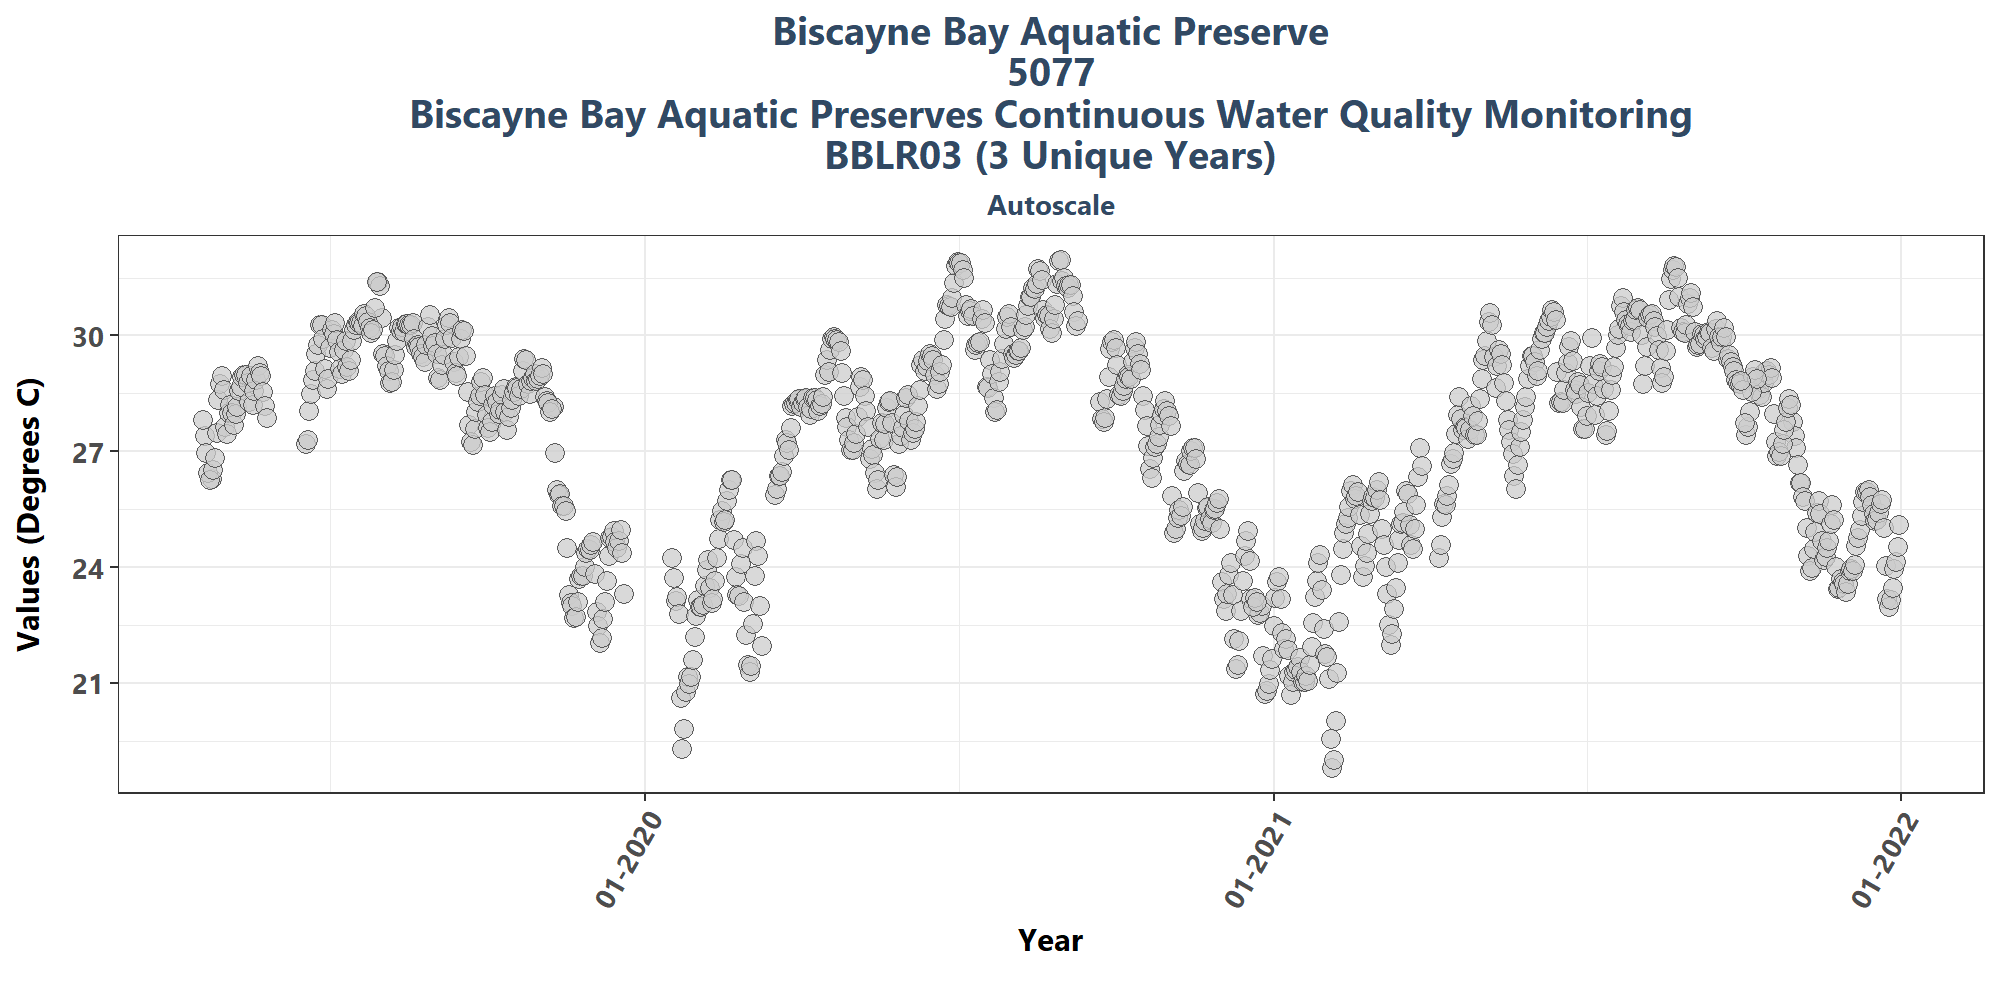 Biscayne Bay Aquatic Preserve
5077
Biscayne Bay Aquatic Preserves Continuous Water Quality Monitoring
BBLR03 (3 Unique Years)
Autoscale
Values (Degrees C)
30
27
24
21
01-2020
01-2021
01-2022
Year